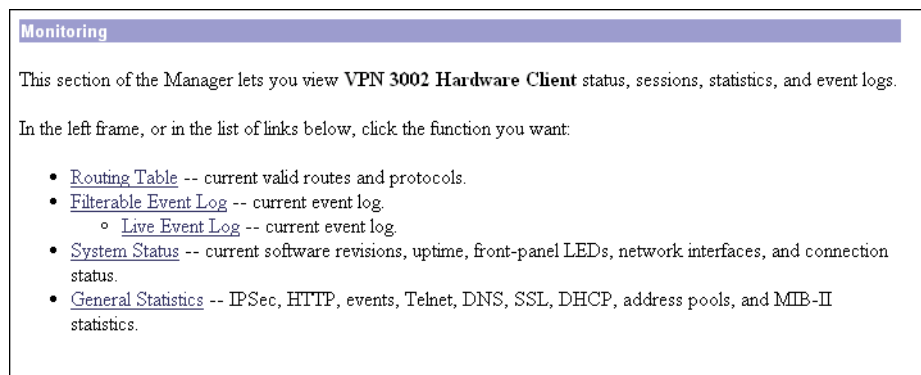 Monitoring
This section of the Manager lets you view VPN 3002 Hardware Client status, sessions, statistics, and event logs.
In the left frame, or in the list of links below, click the function you want:
• Routing Table -- current valid routes and protocols.
• Filterable Event Log -- current event log.
○ Live Event Log -- current event log.
• System Status -- current software revisions, uptime, front-panel LEDs, network interfaces, and connection
status.
• General Statistics -- IPSec, HTTP, events, Telnet, DNS, SSL, DHCP, address pools, and MIB-II
statistics.